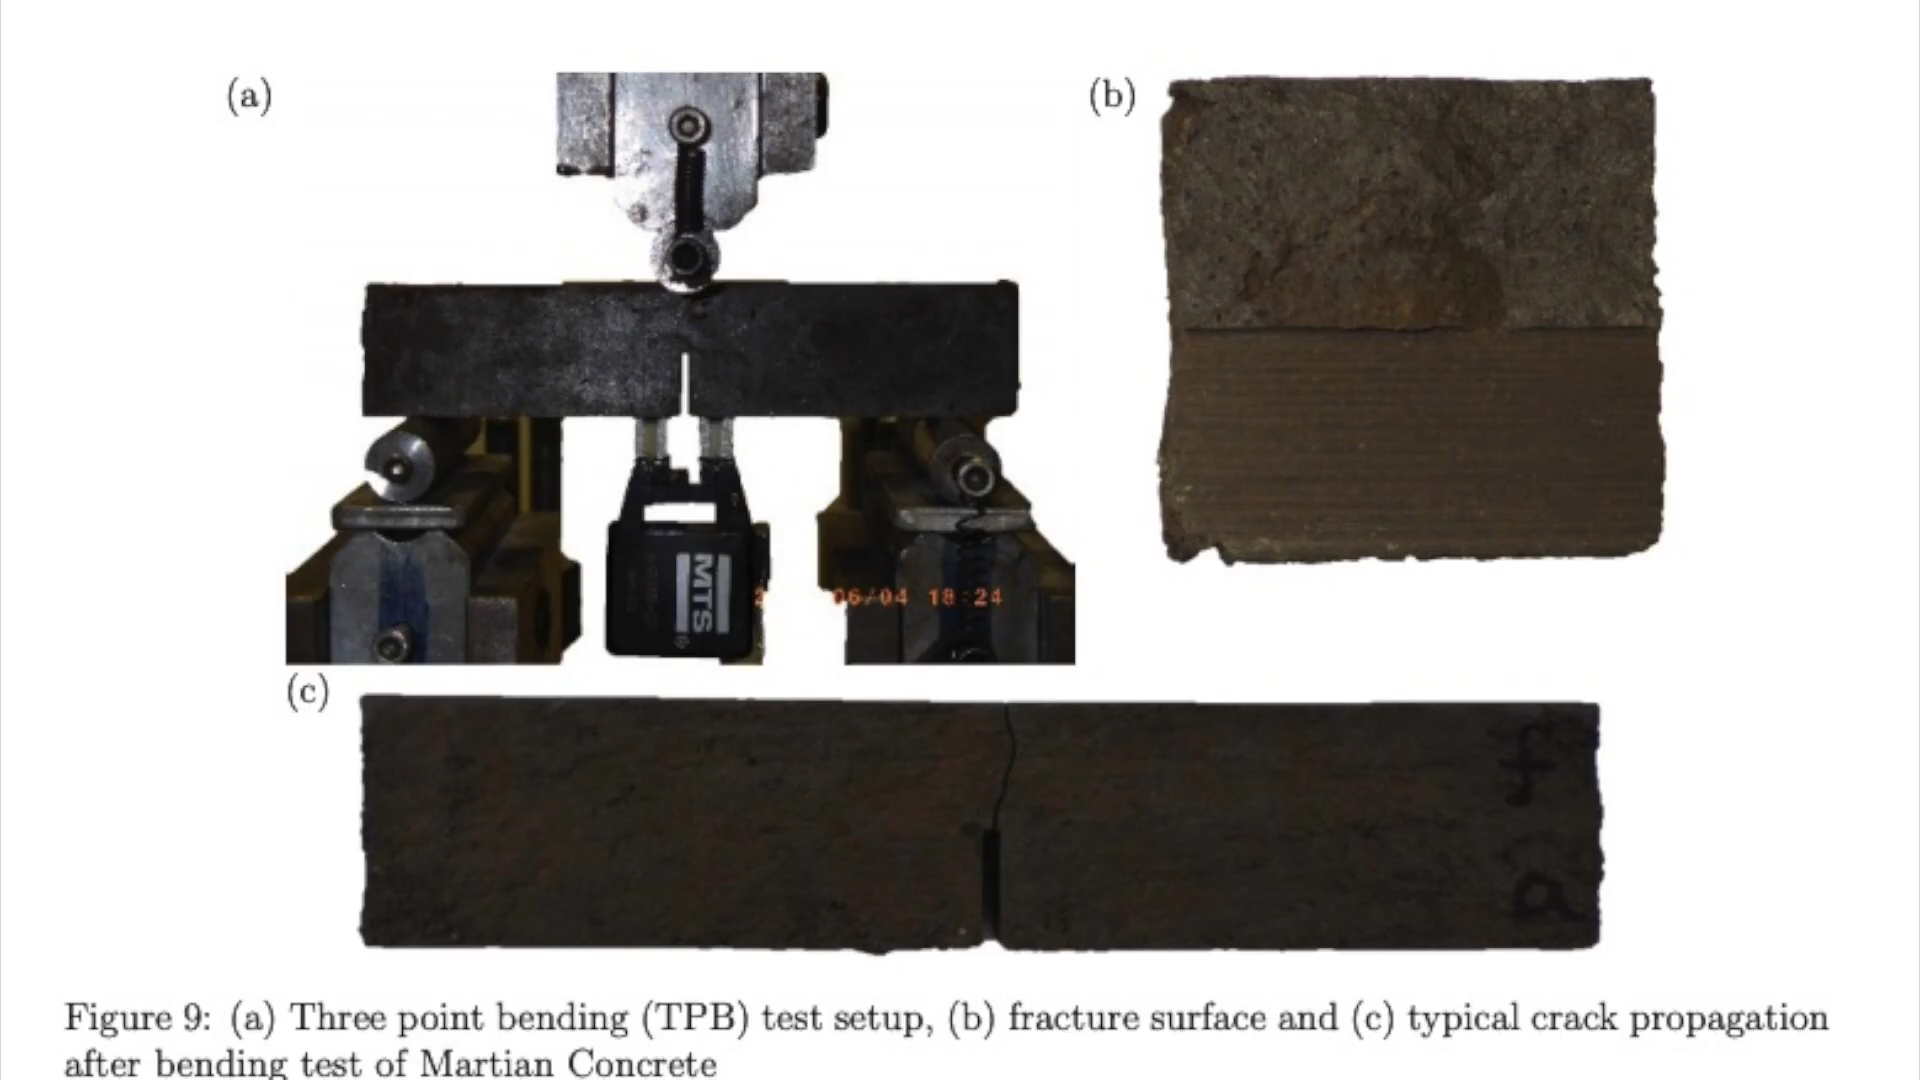 (a)
(b)
MTS
06/04 18:24
(c)
Figure 9: (a) Three point bending (TPB) test setup, (b) fracture surface and (c) typical crack propagation
after bending test of Martian Concrete